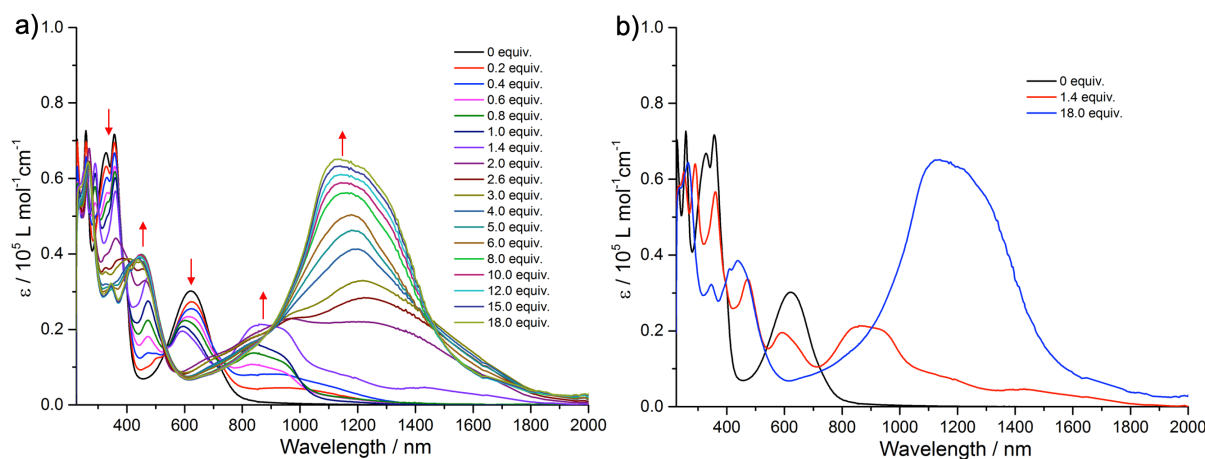 a)
1.0
0.8
0.6
0.4
0.2
0.0
ε / 10⁵ L mol⁻¹cm⁻¹
400 600 800 1000 1200 1400 1600 1800 2000
Wavelength / nm
0 equiv.
0.2 equiv.
0.4 equiv.
0.6 equiv.
0.8 equiv.
1.0 equiv.
1.4 equiv.
2.0 equiv.
2.6 equiv.
3.0 equiv.
4.0 equiv.
5.0 equiv.
6.0 equiv.
8.0 equiv.
10.0 equiv.
12.0 equiv.
15.0 equiv.
18.0 equiv.
b)
1.0
0.8
0.6
0.4
0.2
0.0
ε / 10⁵ L mol⁻¹cm⁻¹
400 600 800 1000 1200 1400 1600 1800 2000
Wavelength / nm
0 equiv.
1.4 equiv.
18.0 equiv.